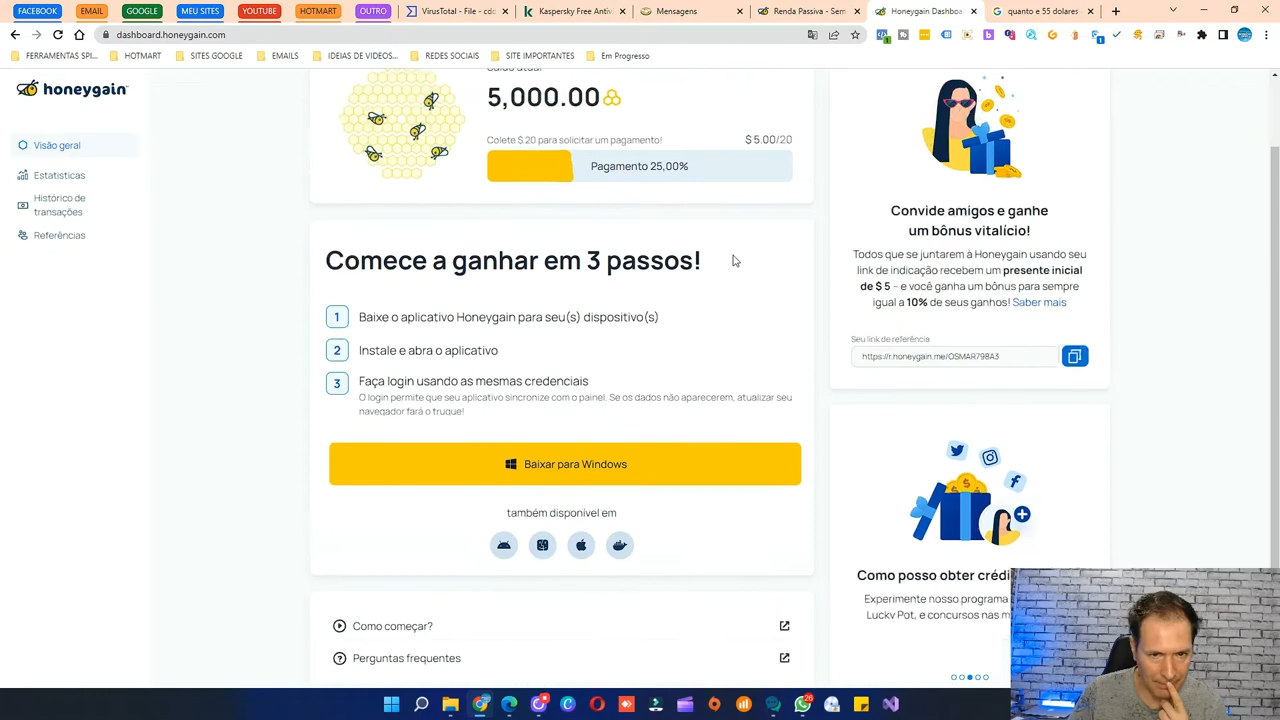 FACEBOOK
EMAIL
GOOGLE
MEU SITES
YOUTUBE
HOTMART
OUTRO
VirusTotal - File - cdd
Kaspersky Free Antiv
Mensagens
Renda Passiva - Sem
Honeygain Dashboa
quanto e 55 dolares
dashboard.honeygain.com
FERRAMENTAS SPI...
HOTMART
SITES GOOGLE
EMAILS
IDEIAS DE VIDEOS...
REDES SOCIAIS
SITE IMPORTANTES
Em Progresso
honeygain
Visão geral
Estatisticas
Histórico de
transações
Referências
5,000.00
Colete $ 20 para solicitar um pagamento!
$ 5.00/20
Pagamento 25,00%
Comece a ganhar em 3 passos!
1 Baixe o aplicativo Honeygain para seu(s) dispositivo(s)
2 Instale e abra o aplicativo
3 Faça login usando as mesmas credenciais
O login permite que seu aplicativo sincronize com o painel. Se os dados não aparecerem, atualizar seu
navegador fará o truque!
Baixar para Windows
também disponível em
Como começar?
Perguntas frequentes
Convide amigos e ganhe
um bônus vitalício!
Todos que se juntarem à Honeygain usando seu
link de indicação recebem um presente inicial
de $ 5 – e você ganha um bônus para sempre
igual a 10% de seus ganhos! Saber mais
Seu link de referência
https://r.honeygain.me/OSMAR798A3
Como posso obter crédi
Experimente nosso programa
Lucky Pot, e concursos nas m
26